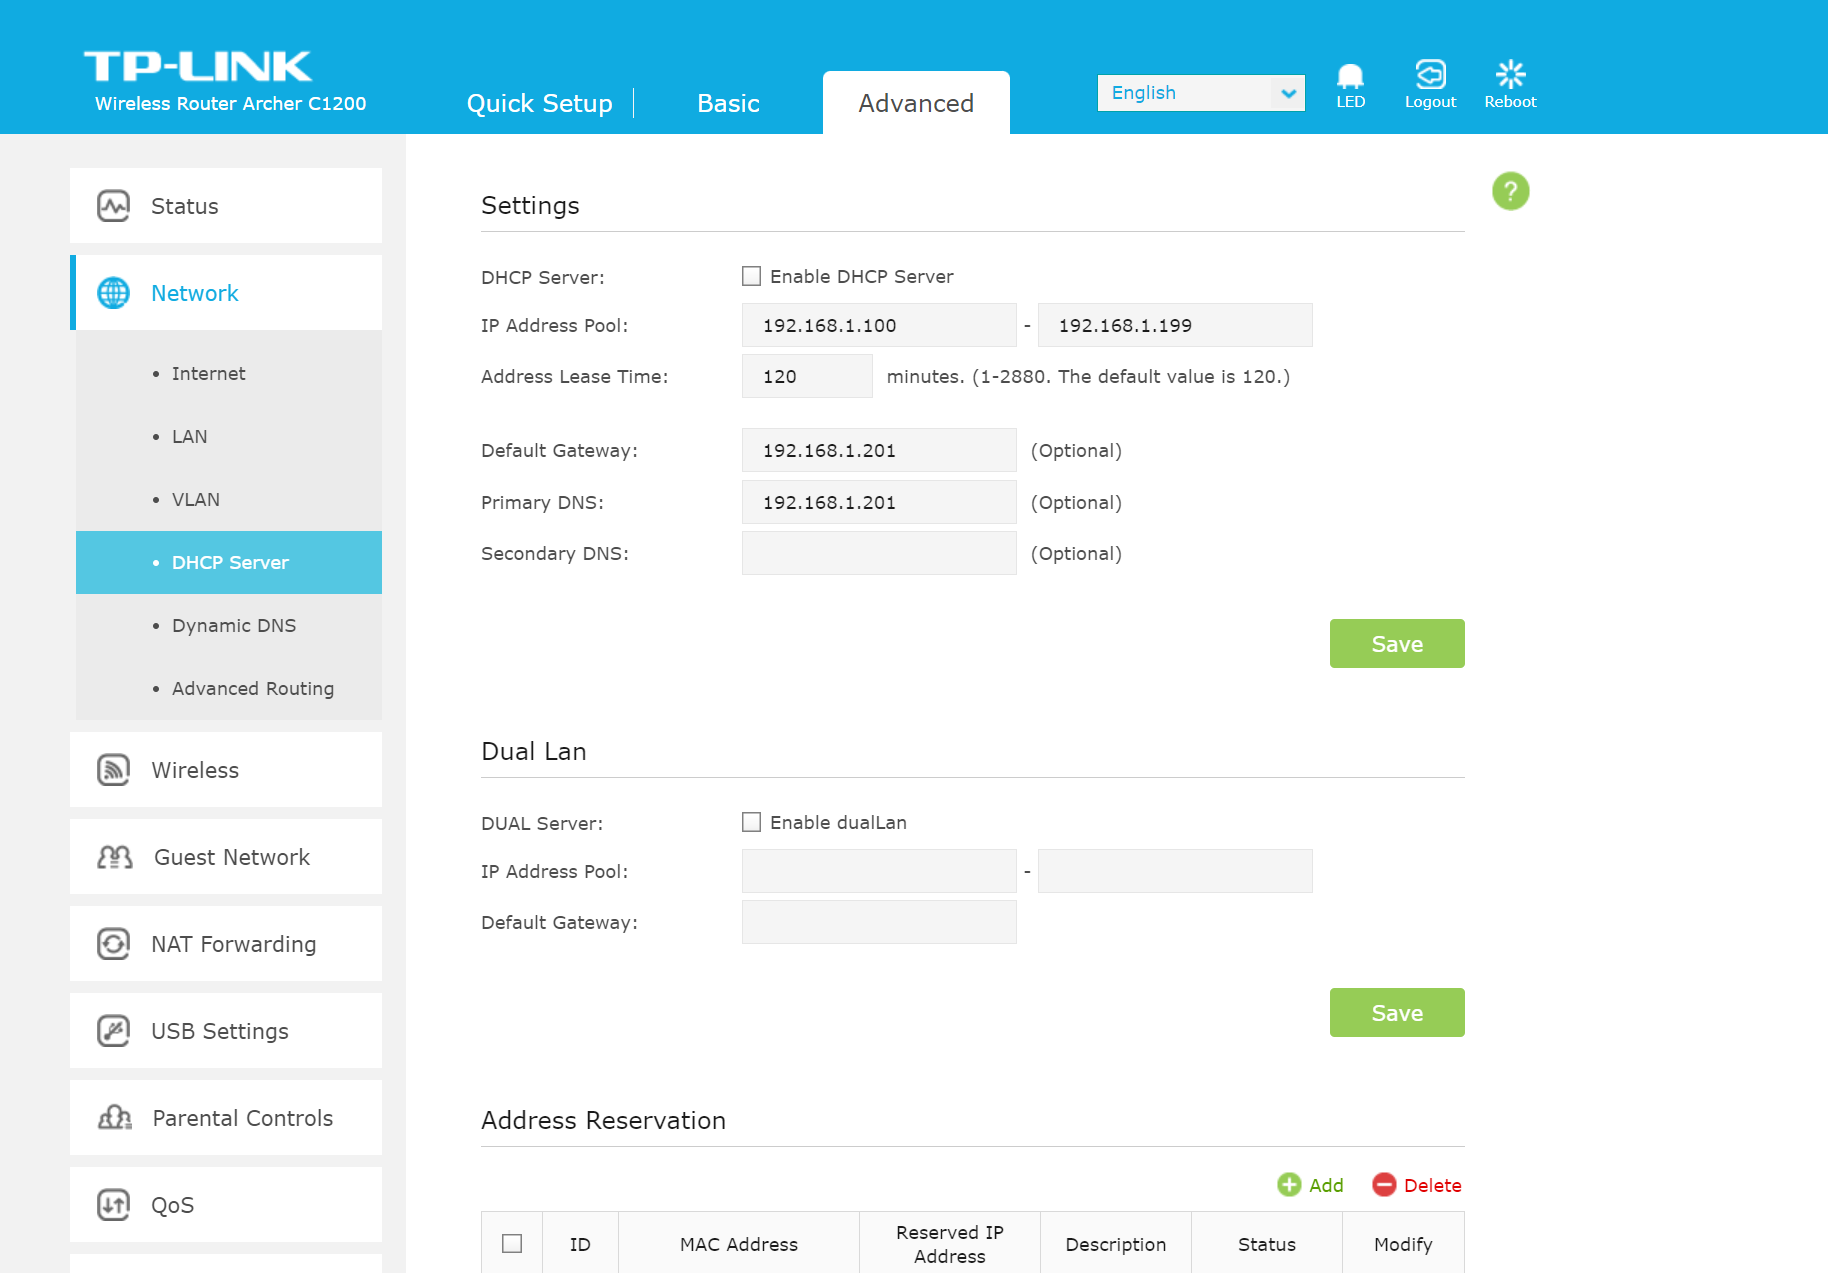 TP-LINK
Wireless Router Archer C1200
Quick Setup
Basic
Advanced
English
LED
Logout
Reboot
Status
Network
• Internet
• LAN
• VLAN
• DHCP Server
• Dynamic DNS
• Advanced Routing
Wireless
Guest Network
NAT Forwarding
USB Settings
Parental Controls
QoS
?
Settings
DHCP Server: Enable DHCP Server
IP Address Pool: 192.168.1.100 - 192.168.1.199
Address Lease Time: 120 minutes. (1-2880. The default value is 120.)
Default Gateway: 192.168.1.201 (Optional)
Primary DNS: 192.168.1.201 (Optional)
Secondary DNS: (Optional)
Save
Dual Lan
DUAL Server: Enable dualLan
IP Address Pool: -
Default Gateway:
Save
Address Reservation
Add Delete
ID MAC Address Reserved IP Address Description Status Modify